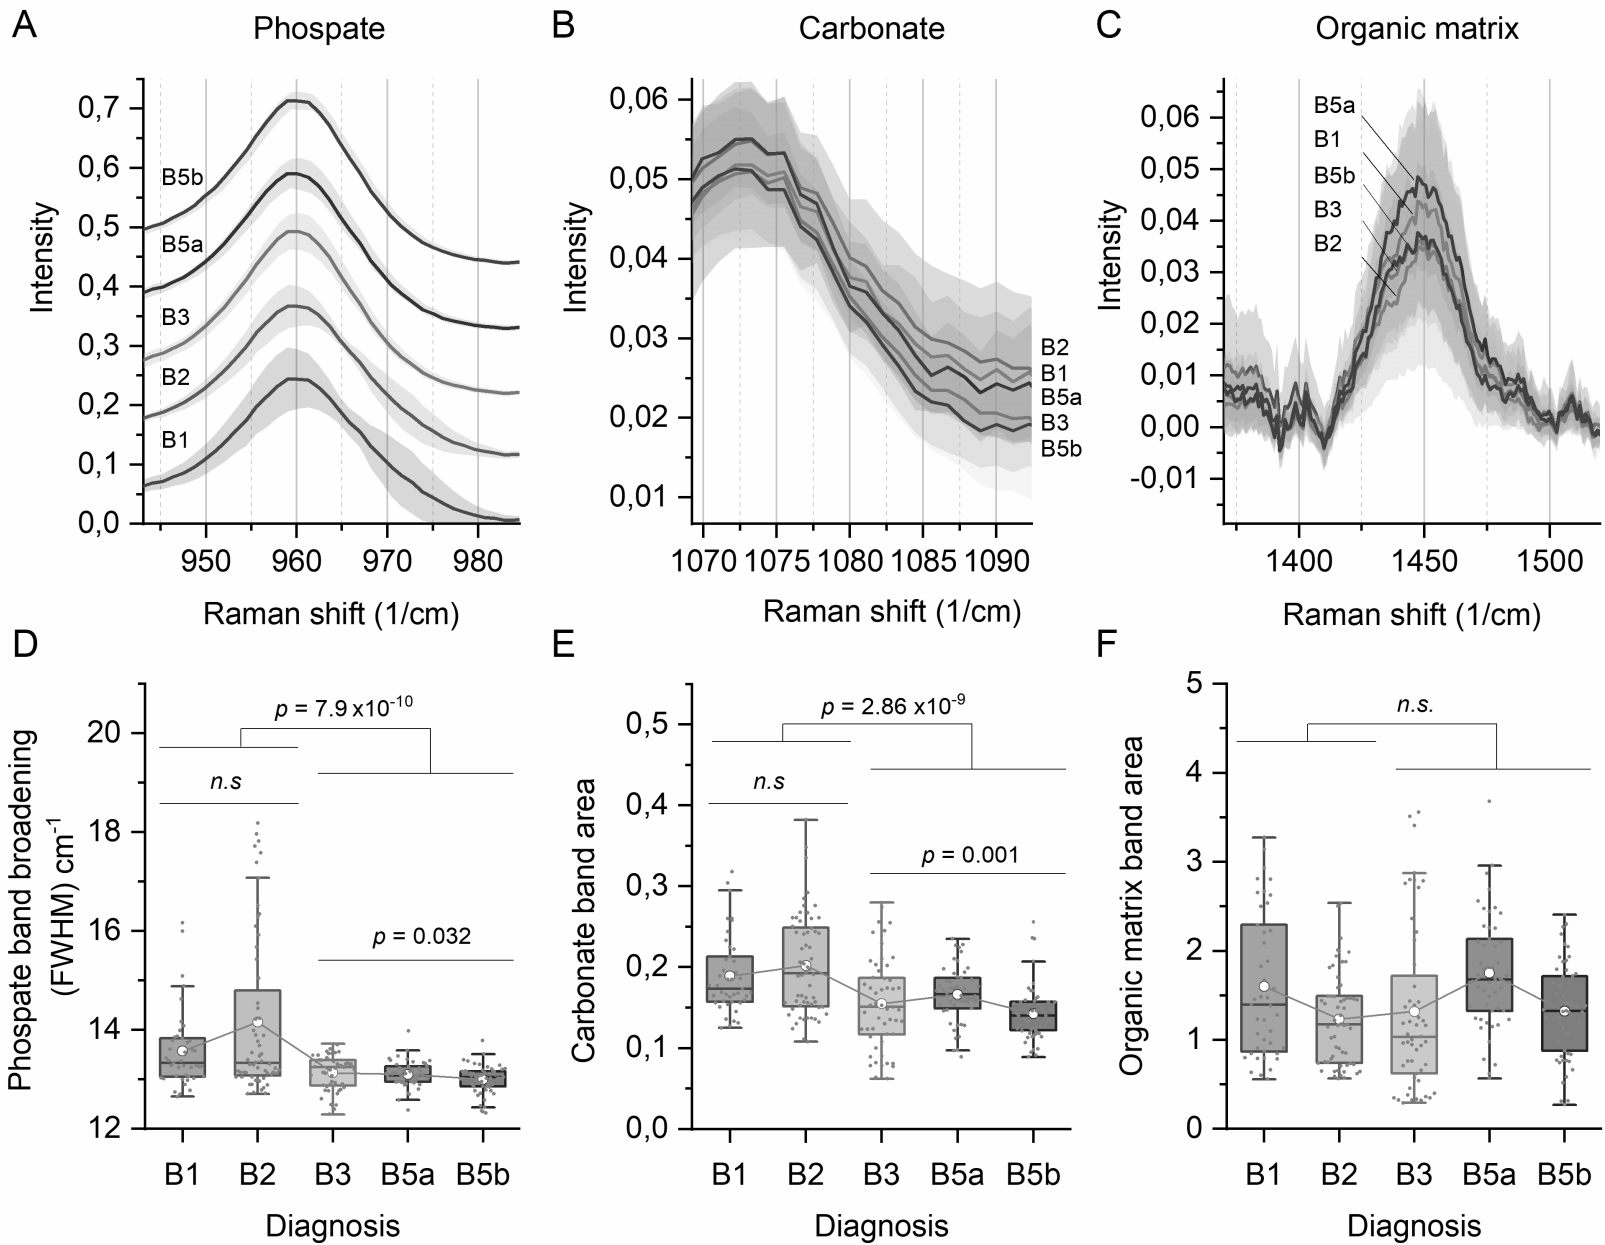 A
Phospate
Intensity
0,7
0,6
0,5
0,4
0,3
0,2
0,1
0,0
B5b
B5a
B3
B2
B1
950
960
970
980
Raman shift (1/cm)
B
Carbonate
Intensity
0,06
0,05
0,04
0,03
0,02
0,01
B2
B1
B5a
B3
B5b
1070
1075
1080
1085
1090
Raman shift (1/cm)
C
Organic matrix
Intensity
0,06
0,05
0,04
0,03
0,02
0,01
0,00
-0,01
B5a
B1
B5b
B3
B2
1400
1450
1500
Raman shift (1/cm)
D
Phospate band broadening
(FWHM) cm⁻¹
20
18
16
14
12
p = 7.9 x10⁻¹⁰
n.s
p = 0.032
B1
B2
B3
B5a
B5b
Diagnosis
E
Carbonate band area
0,5
0,4
0,3
0,2
0,1
0,0
p = 2.86 x10⁻⁹
n.s
p = 0.001
B1
B2
B3
B5a
B5b
Diagnosis
F
Organic matrix band area
5
4
3
2
1
0
n.s.
B1
B2
B3
B5a
B5b
Diagnosis